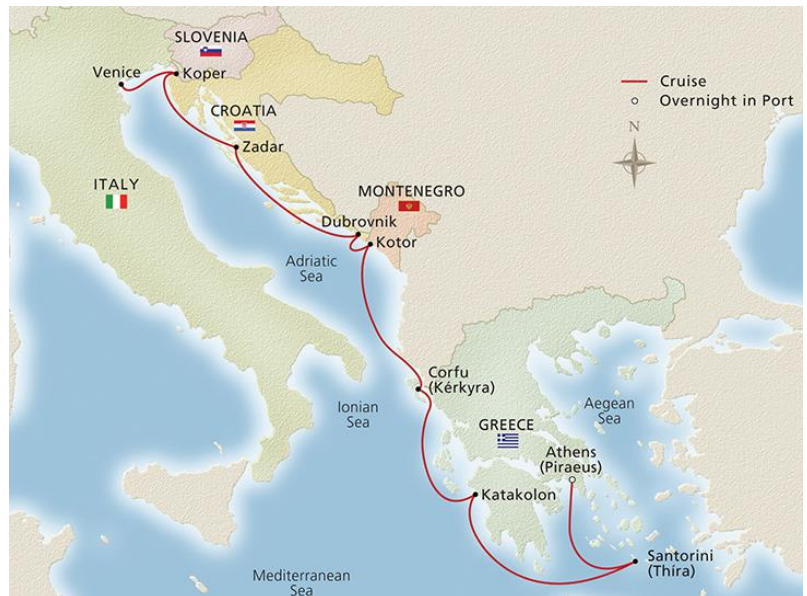 SLOVENIA
Venice
Koper
CROATIA
Zadar
ITALY
MONTENEGRO
Dubrovnik
Kotor
Adriatic
Sea
Cruise
Overnight in Port
N
Corfu
(Kérkyra)
Ionian
Sea
GREECE
Aegean
Sea
Athens
(Piraeus)
Katakolon
Santorini
(Thíra)
Mediterranean
Sea